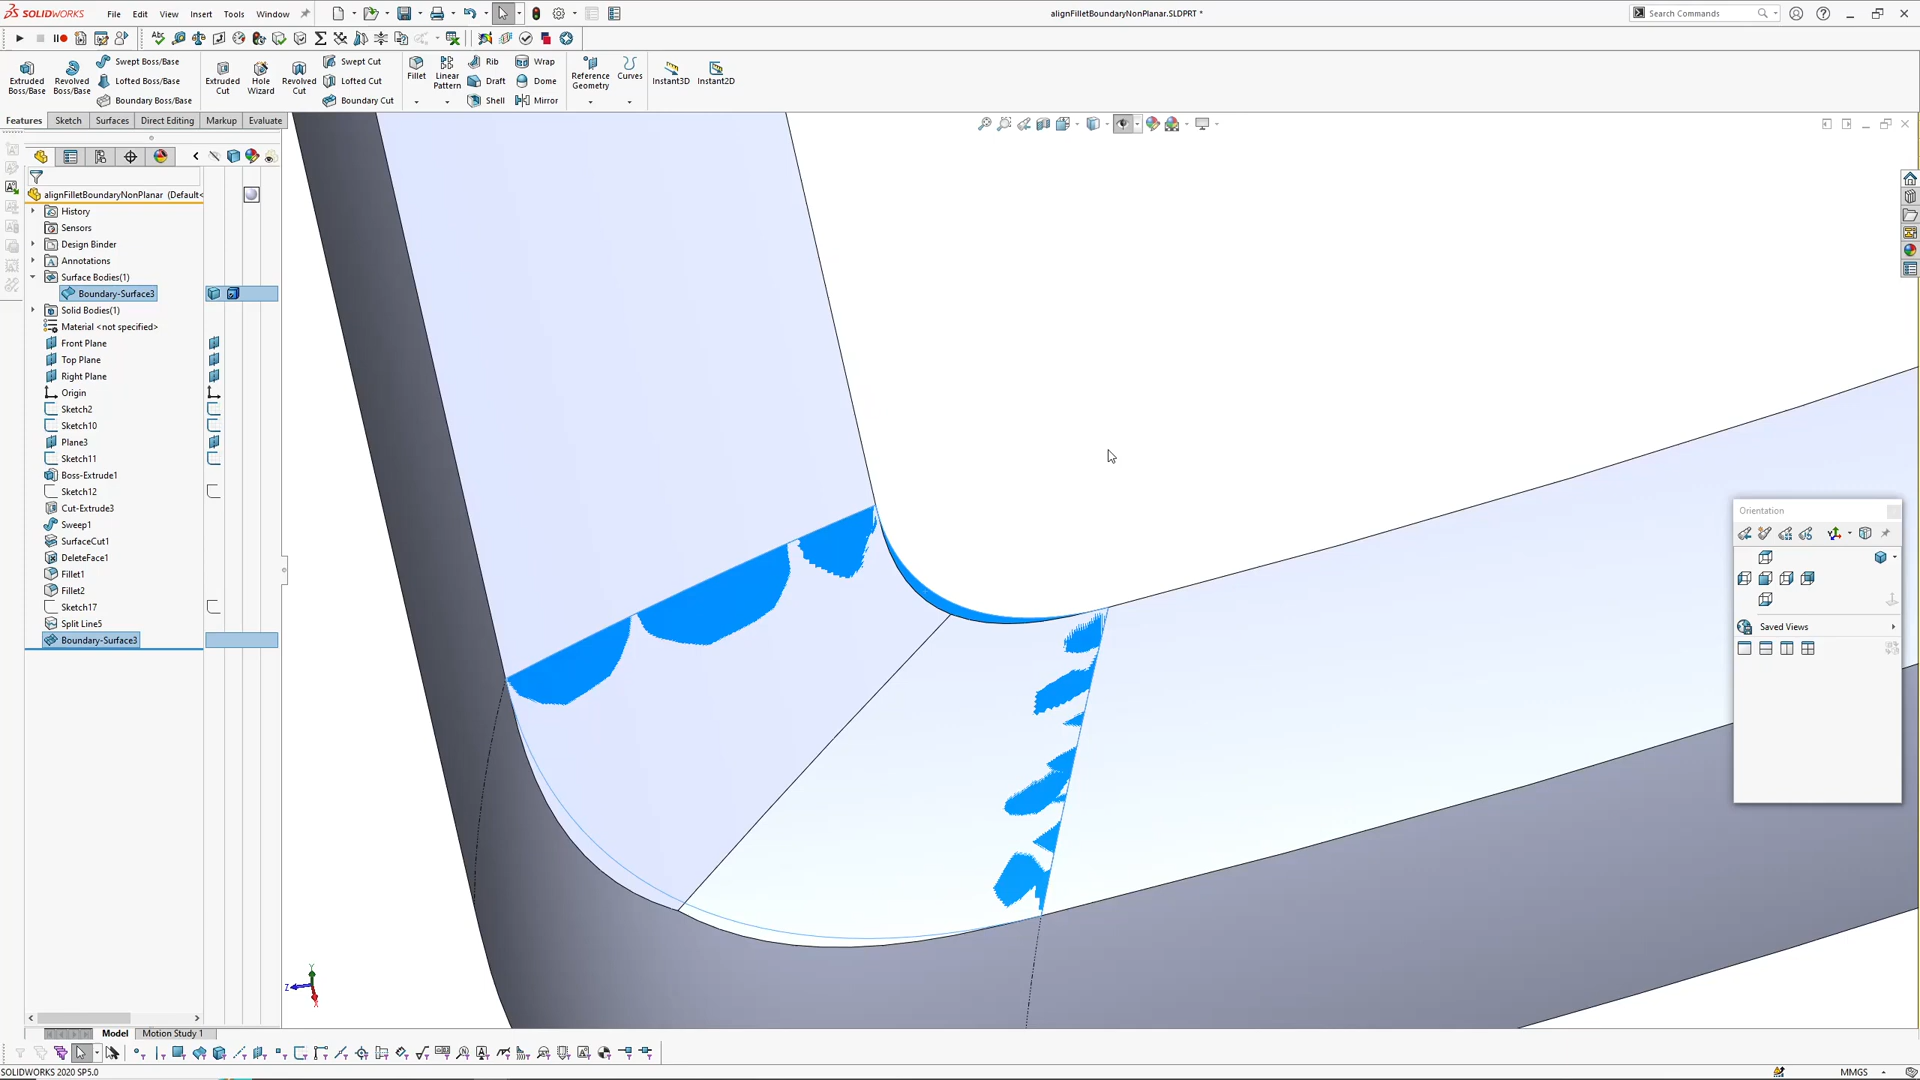 SOLIDWORKS
File Edit View Insert Tools Window
alignFilletBoundaryNonPlanar.SLDPRT *
Search Commands
Extruded Boss/Base
Revolved Boss/Base
Swept Boss/Base
Lofted Boss/Base
Boundary Boss/Base
Extruded Cut
Hole Wizard
Revolved Cut
Swept Cut
Lofted Cut
Boundary Cut
Fillet
Linear Pattern
Rib
Draft
Shell
Wrap
Dome
Mirror
Reference Geometry
Curves
Instant3D
Instant2D
Features Sketch Surfaces Direct Editing Markup Evaluate
alignFilletBoundaryNonPlanar (Default<
History
Sensors
Design Binder
Annotations
Surface Bodies(1)
Boundary-Surface3
Solid Bodies(1)
Material <not specified>
Front Plane
Top Plane
Right Plane
Origin
Sketch2
Sketch10
Plane3
Sketch11
Boss-Extrude1
Sketch12
Cut-Extrude3
Sweep1
SurfaceCut1
DeleteFace1
Fillet1
Fillet2
Sketch17
Split Line5
Boundary-Surface3
Orientation
Saved Views
Y
Z
X
Model Motion Study 1
SOLIDWORKS 2020 SP5.0
MMGS